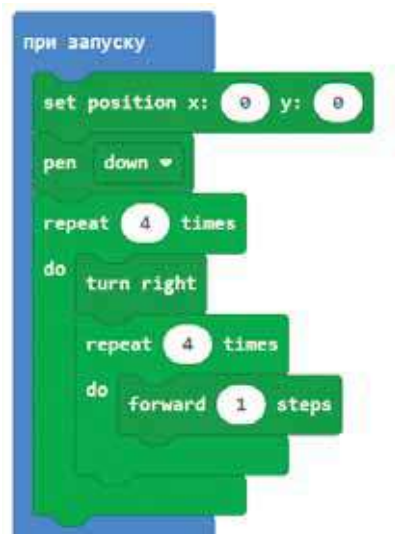 при запуску
set position x: 0 y: 0
pen down
repeat 4 times
do
turn right
repeat 4 times
do
forward 1 steps